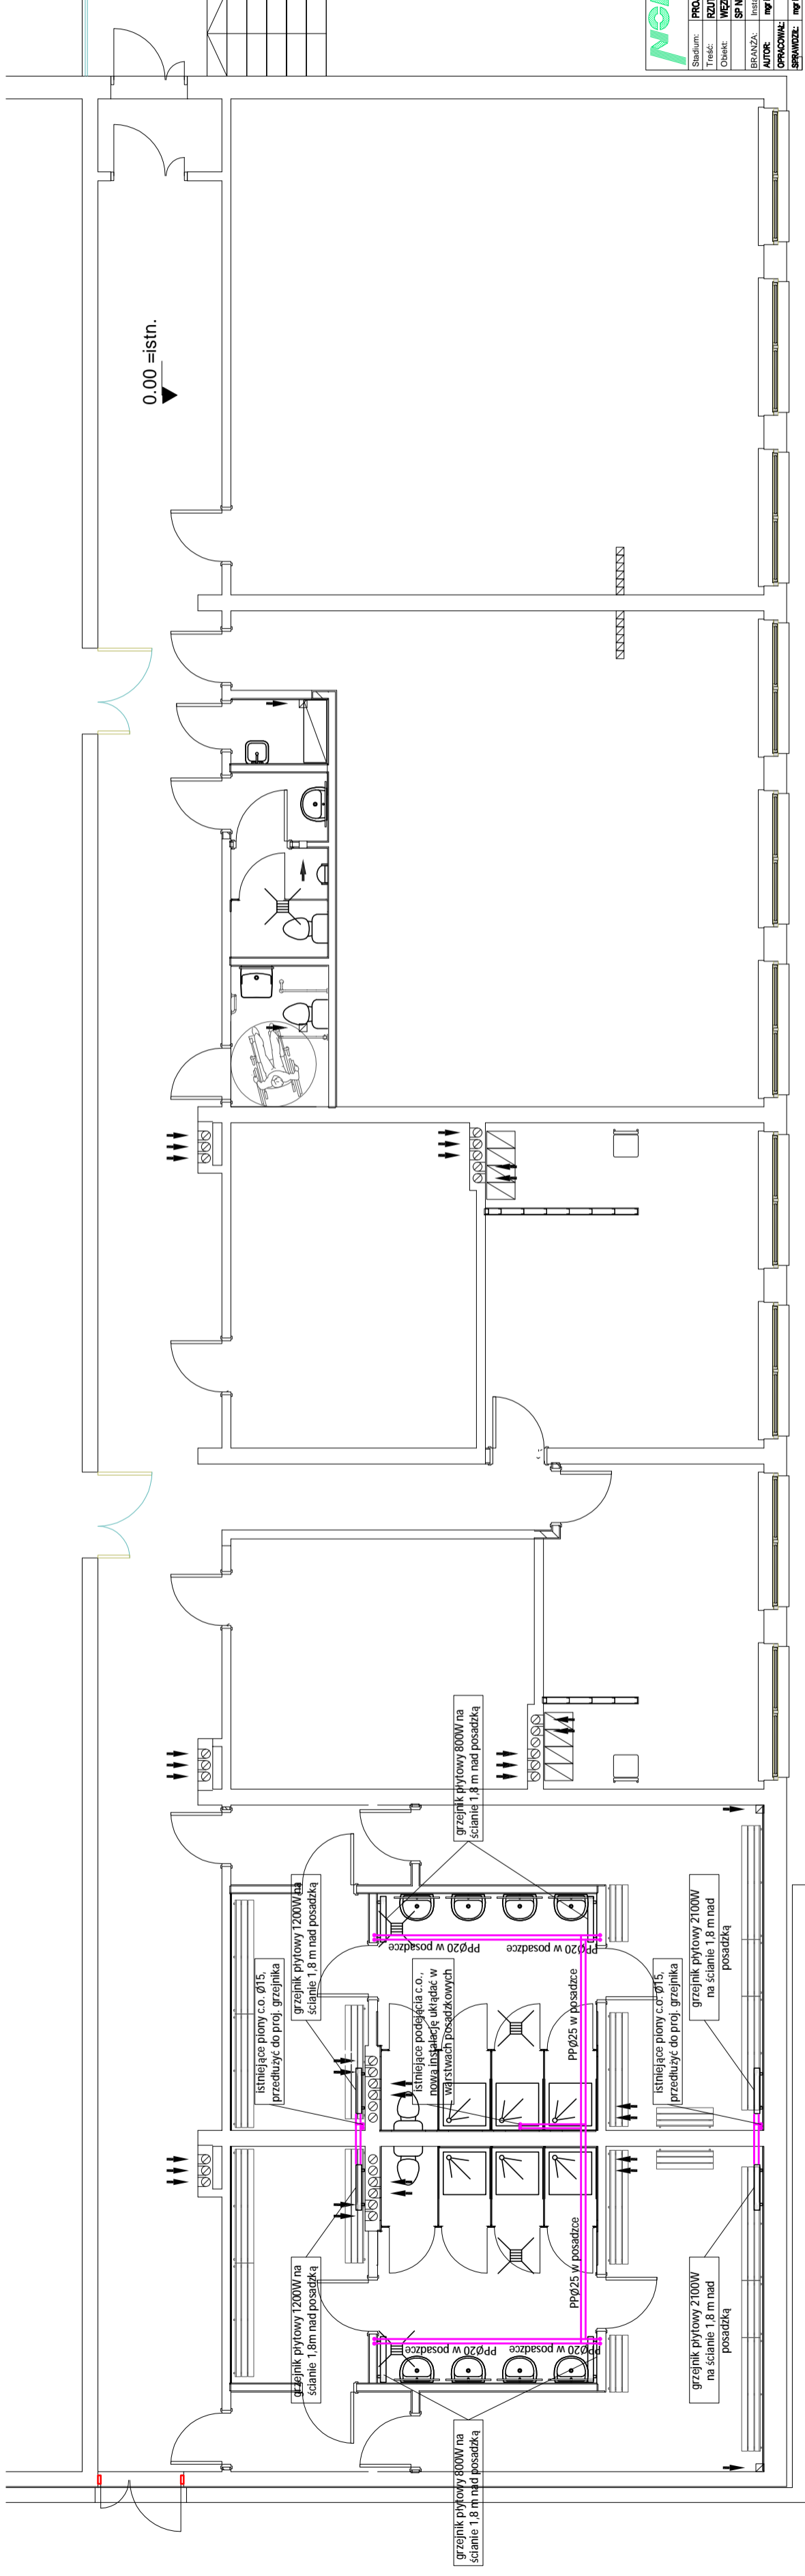 0.00 =istn.
grzejnik płytowy 800W na
ścianie 1,8 m nad posadzką
grzejnik płytowy 1200W na
ścianie 1,8 m nad posadzką
istniejące piony c.o. Ø15,
przedłużyć do proj. grzejnika
istniejące podejścia c.o.,
nową instalację układać w
warstwach posadzkowych
PPØ20 w posadzce
PPØ20 w posadzce
PPØ25 w posadzce
istniejące piony c.o. Ø15,
przedłużyć do proj. grzejnika
grzejnik płytowy 2100W
na ścianie 1,8 m nad
posadzką
grzejnik płytowy 1200W na
ścianie 1,8m nad posadzką
PPØ20 w posadzce
PPØ20 w posadzce
PPØ25 w posadzce
grzejnik płytowy 2100W
na ścianie 1,8 m nad
posadzką
grzejnik płytowy 800W na
ścianie 1,8 m nad posadzką
Stadium:
Treść:
Obiekt:
SP
BRANŻA:
AUTOR: mgr
OPRACOWAŁ:
SPRAWDZIŁ: mgr